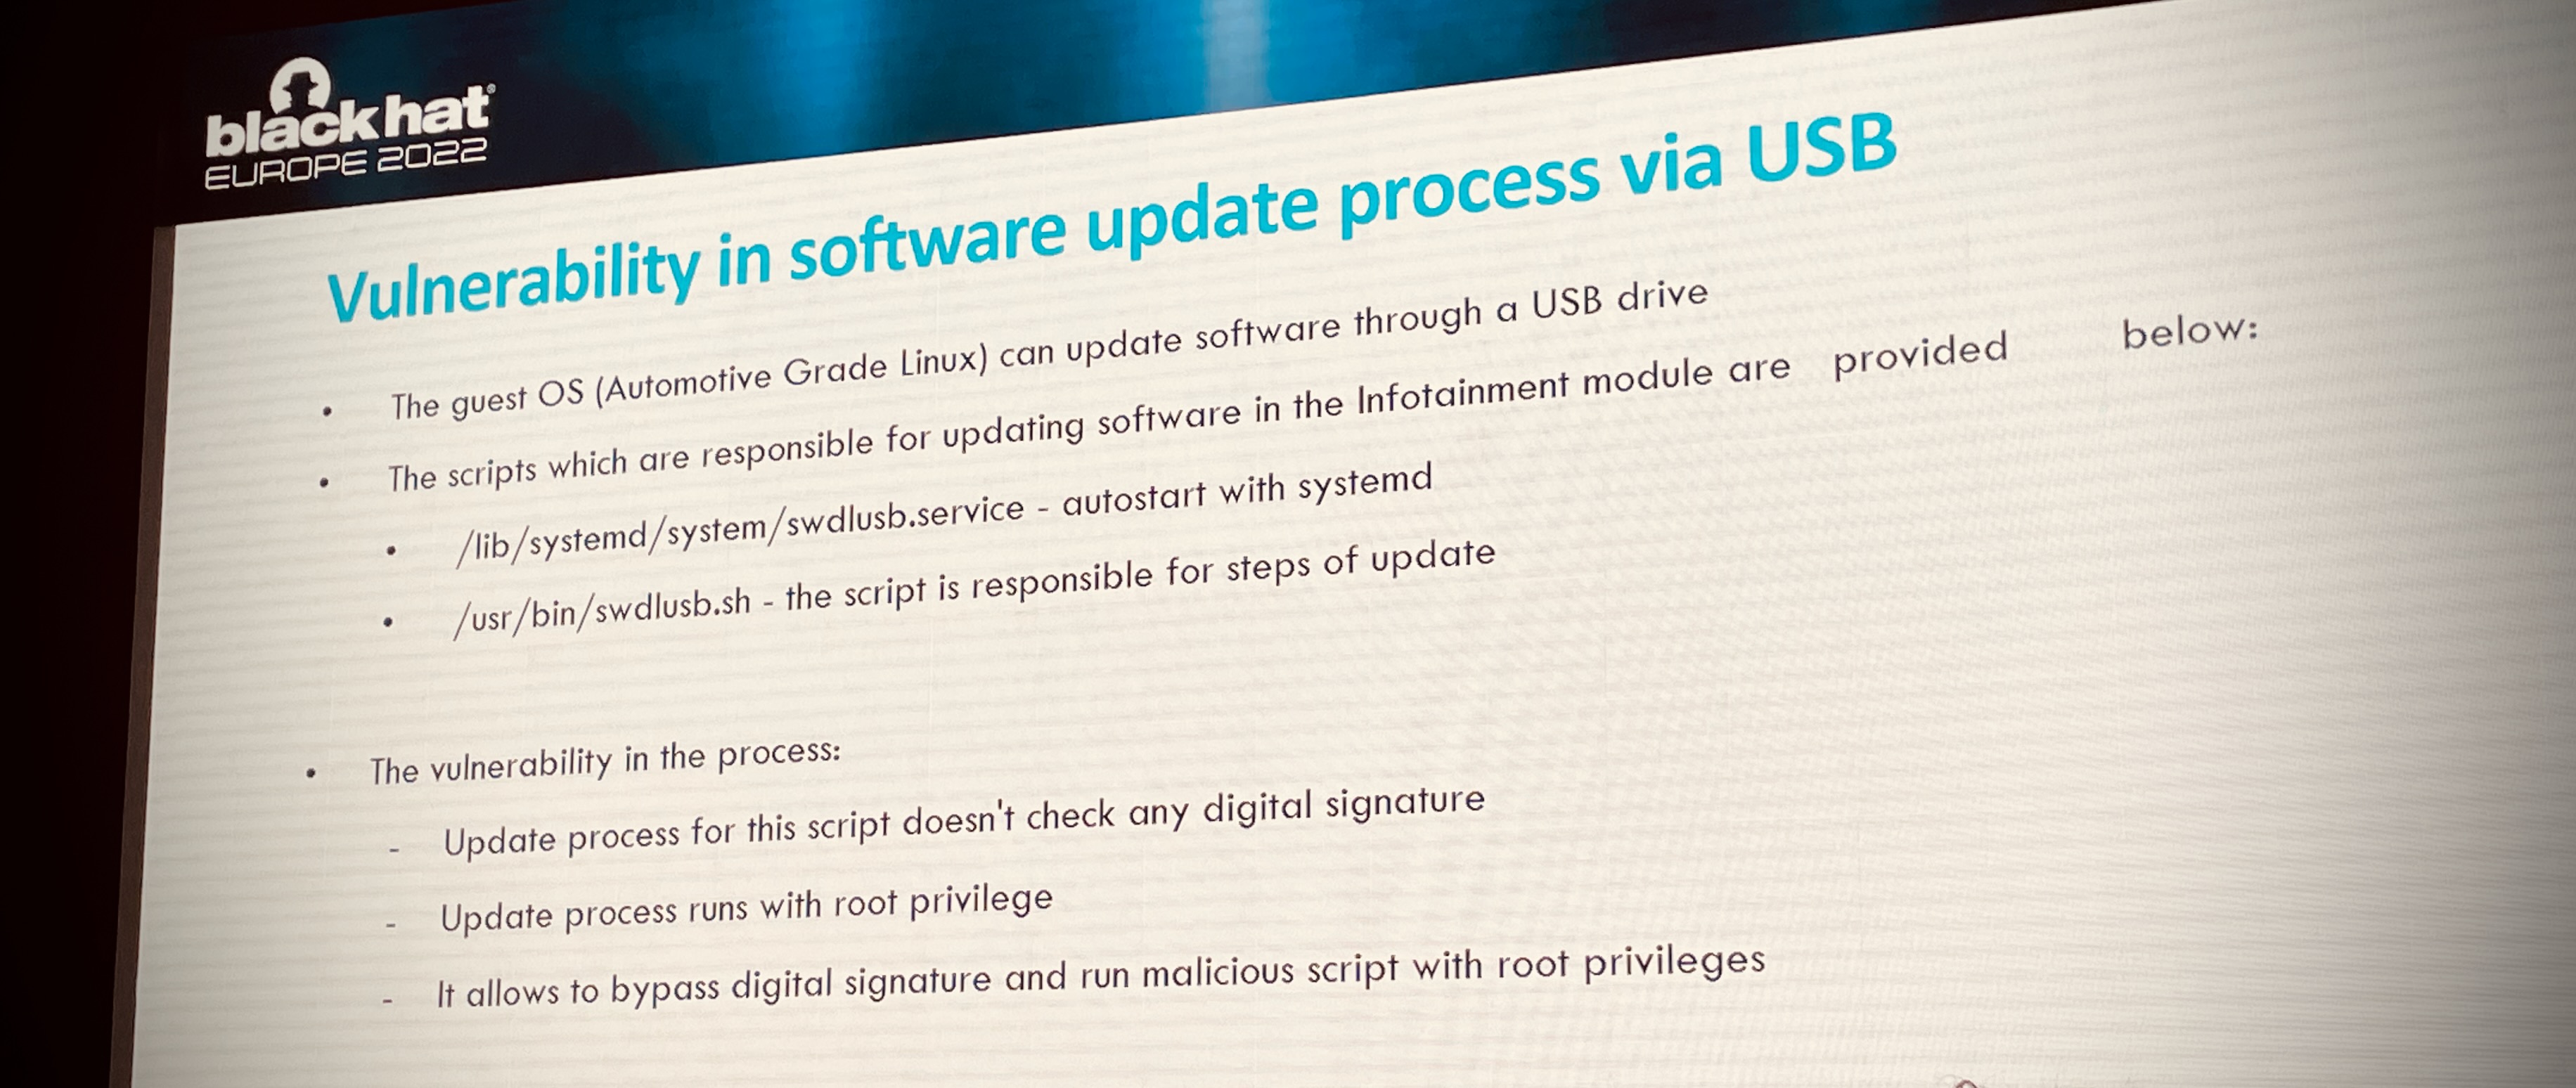 blackhat®
EUROPE 2022
Vulnerability in software update process via USB
• The guest OS (Automotive Grade Linux) can update software through a USB drive
• The scripts which are responsible for updating software in the Infotainment module are provided below:
• /lib/systemd/system/swdlusb.service - autostart with systemd
• /usr/bin/swdlusb.sh - the script is responsible for steps of update
• The vulnerability in the process:
- Update process for this script doesn't check any digital signature
- Update process runs with root privilege
- It allows to bypass digital signature and run malicious script with root privileges